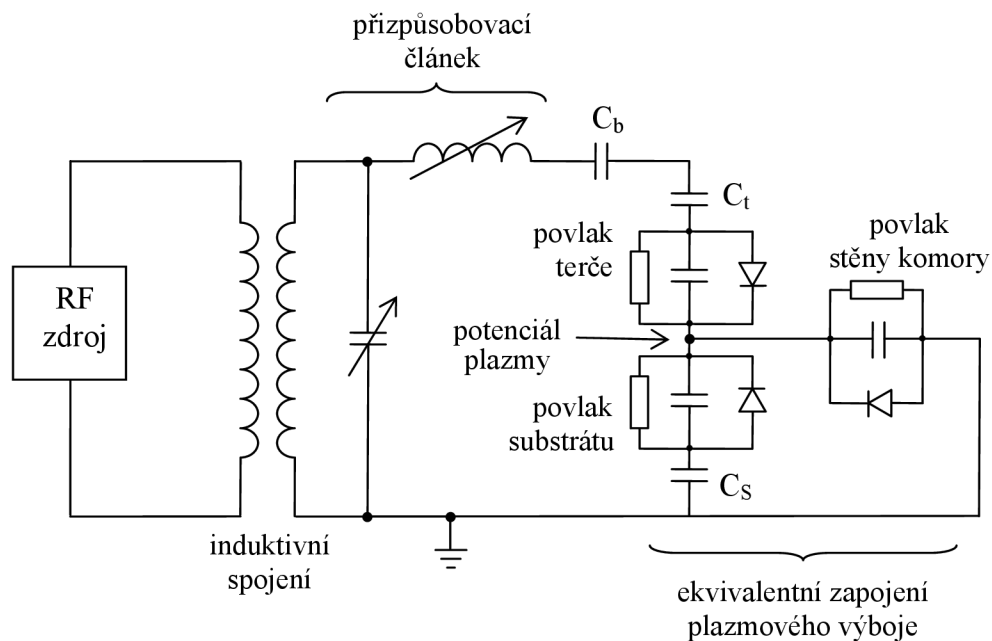 přizpůsobovací
článek
C_b
C_t
povlak
terče
povlak
stěny komory
RF
zdroj
potenciál
plazmy
povlak
substrátu
C_S
induktivní
spojení
ekvivalentní zapojení
plazmového výboje